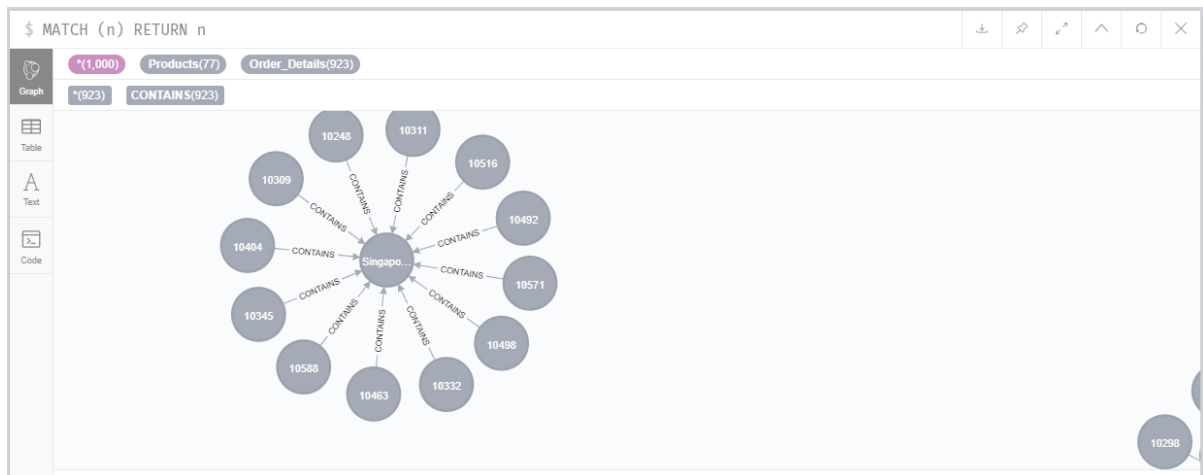 $ MATCH (n) RETURN n
*(1,000) Products(77) Order_Details(923)
Graph
*(923) CONTAINS(923)
Table
Text
Code
10248
10311
10516
10309
10492
10404
Singapo...
10571
10345
10498
10588
10463
10332
10298
CONTAINS
CONTAINS
CONTAINS
CONTAINS
CONTAINS
CONTAINS
CONTAINS
CONTAINS
CONTAINS
CONTAINS
CONTAINS
CONTAINS